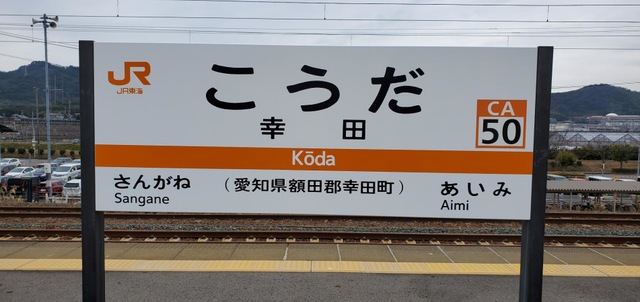 JR
JR東海
こうだ
幸田
CA
50
Kōda
さんがね
（愛知県額田郡幸田町）
あいみ
Sangane
Aimi